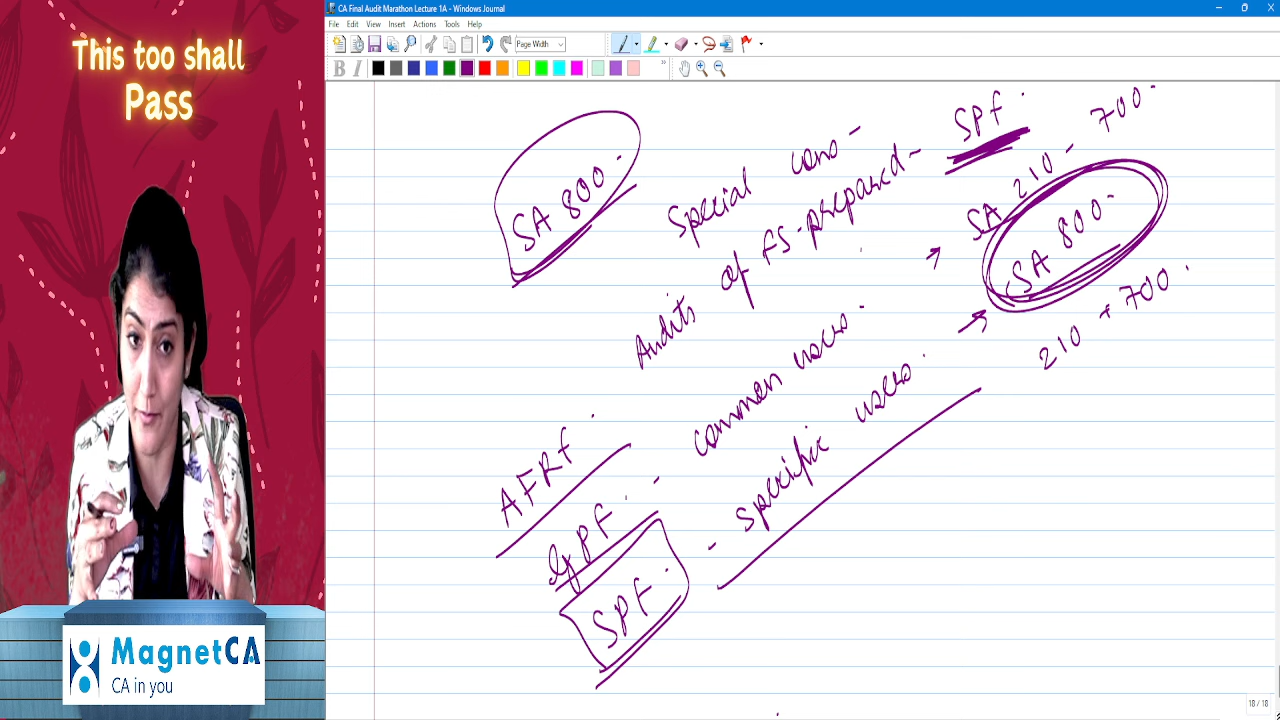 This too shall
Pass
MagnetCA
CA in you
CA Final Audit Marathon Lecture 1A - Windows Journal
File Edit View Insert Actions Tools Help
Page Width
B I
SA 800.
Special cons -
Audits of FS - prepared - SPF.
SA 210 - 700.
→ SA 800.
→ 210 + 700.
AFRF.
GPF. - common users.
SPF. - specific users.
18 / 18